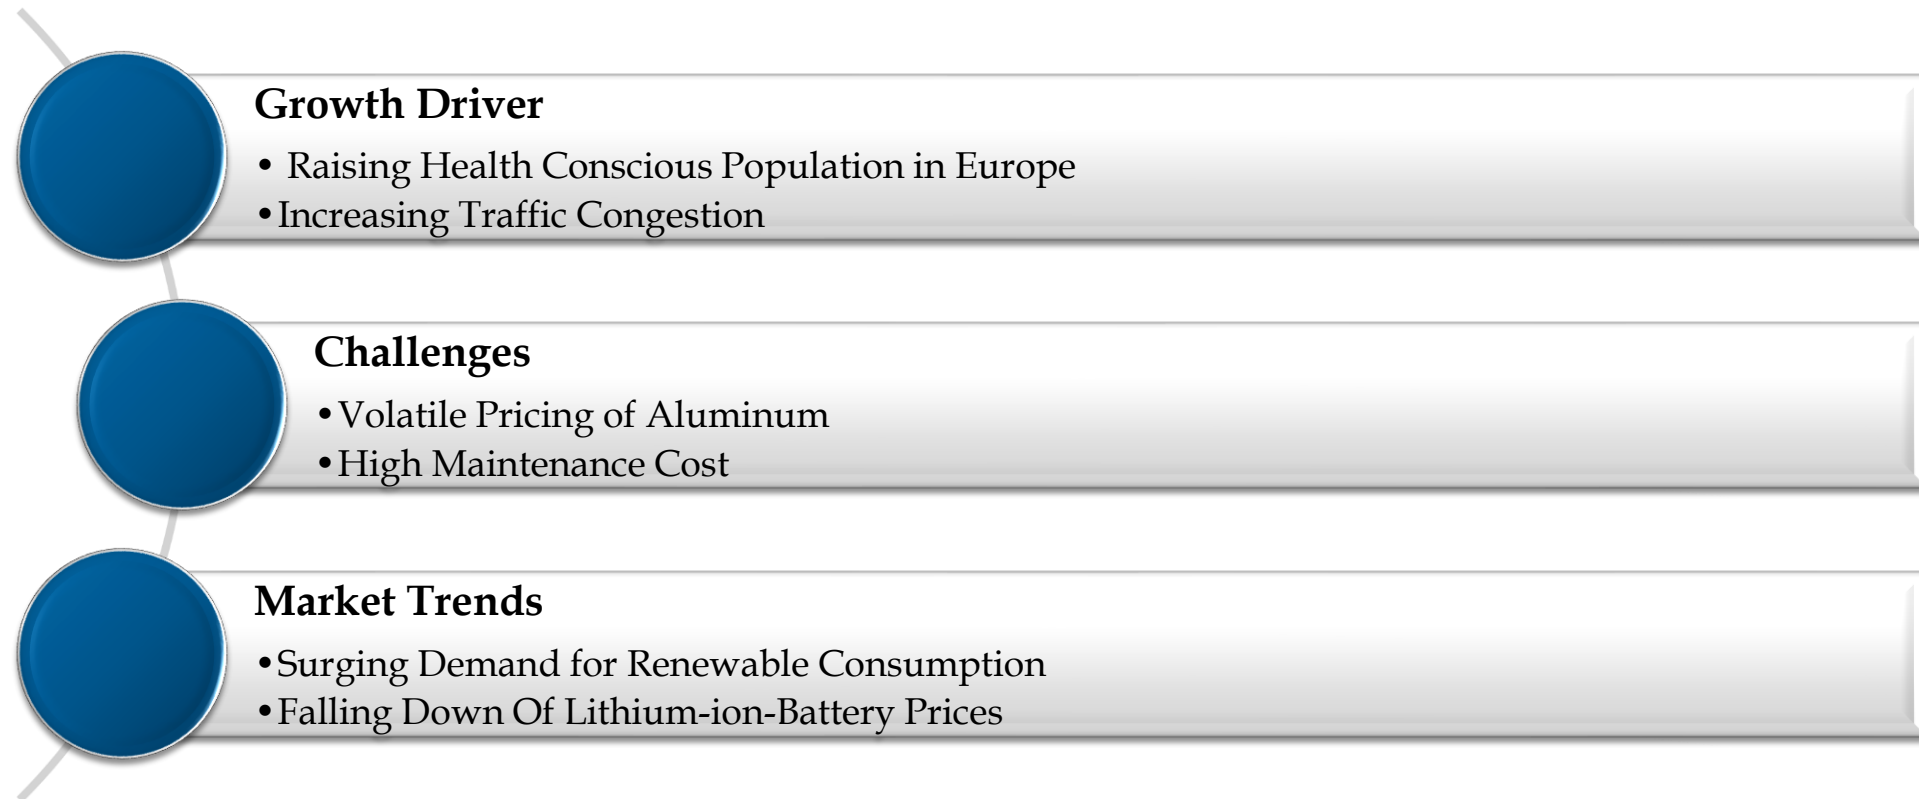 Growth Driver
• Raising Health Conscious Population in Europe
•Increasing Traffic Congestion
Challenges
•Volatile Pricing of Aluminum
•High Maintenance Cost
Market Trends
•Surging Demand for Renewable Consumption
•Falling Down Of Lithium-ion-Battery Prices